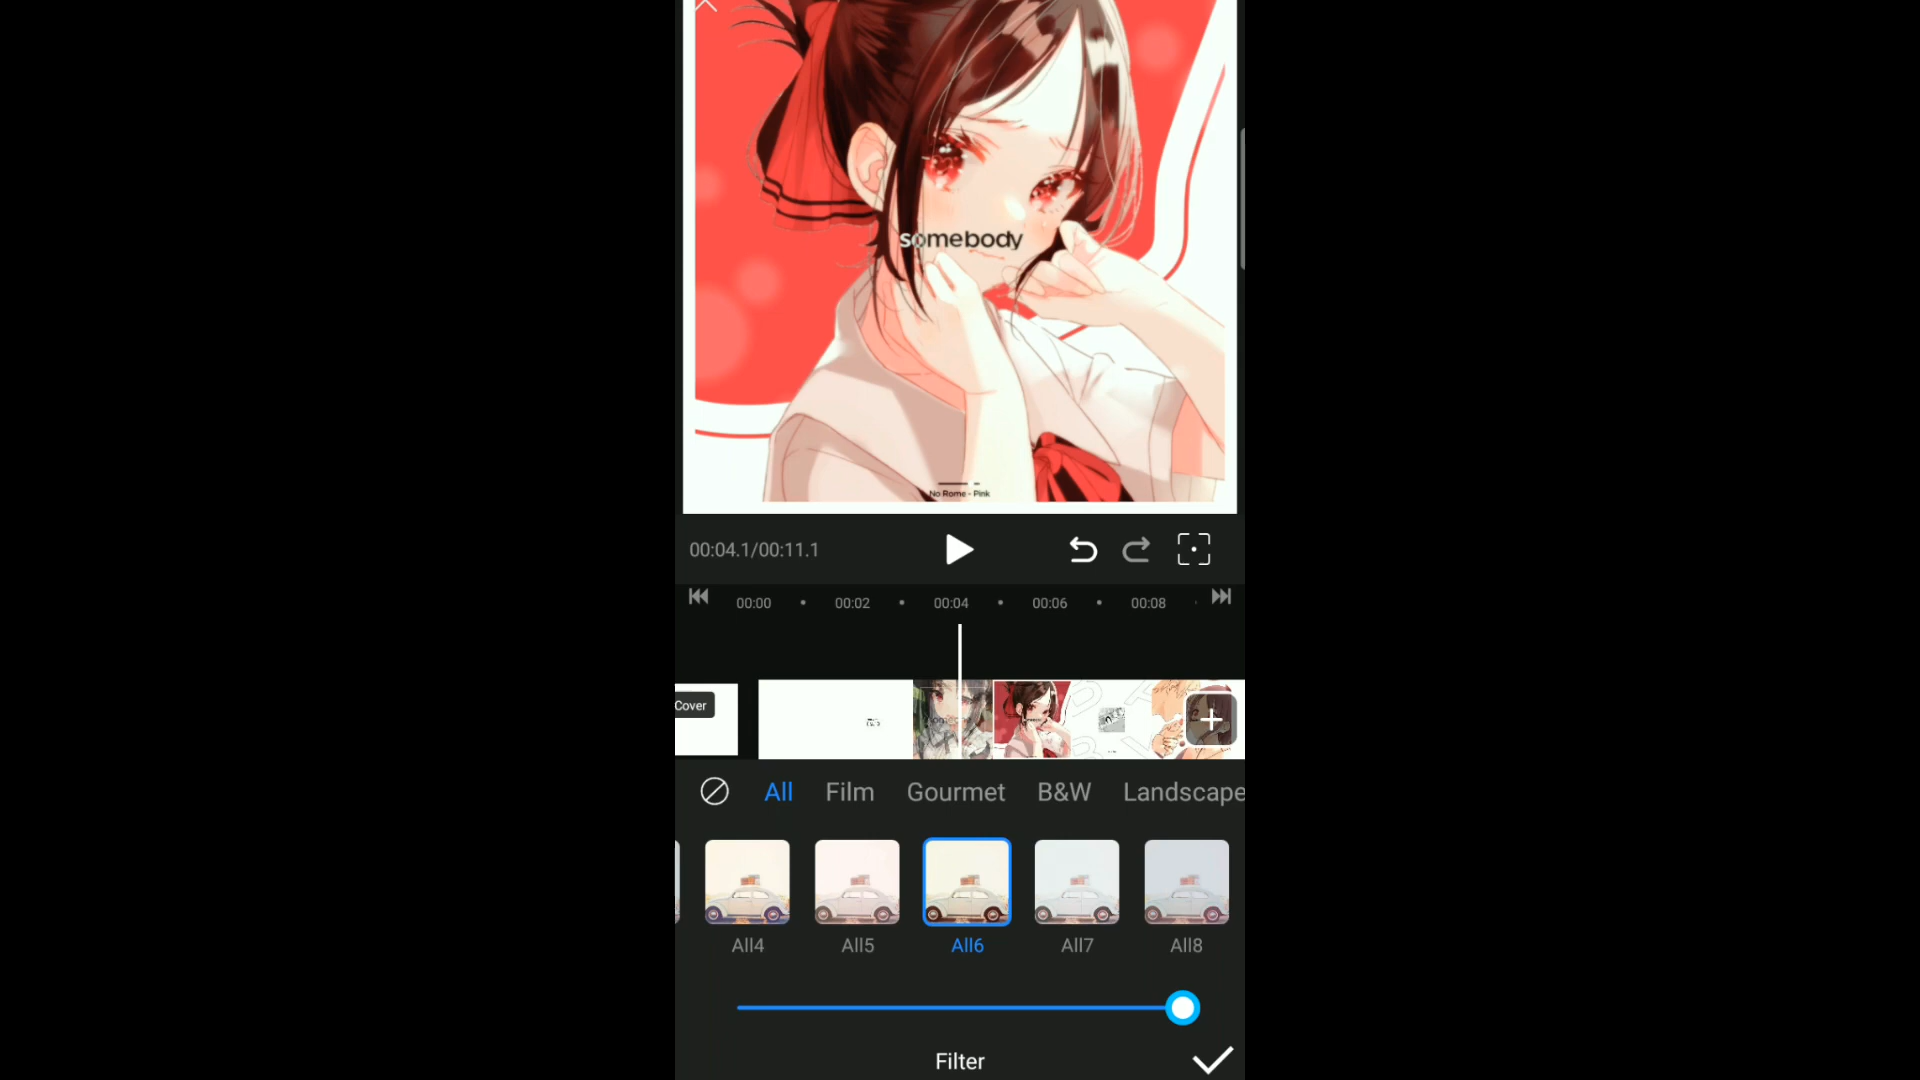 somebody
No Rome - Pink
00:04.1/00:11.1
00:00 00:02 00:04 00:06 00:08
Cover
All Film Gourmet B&W Landscape
All4 All5 All6 All7 All8
Filter